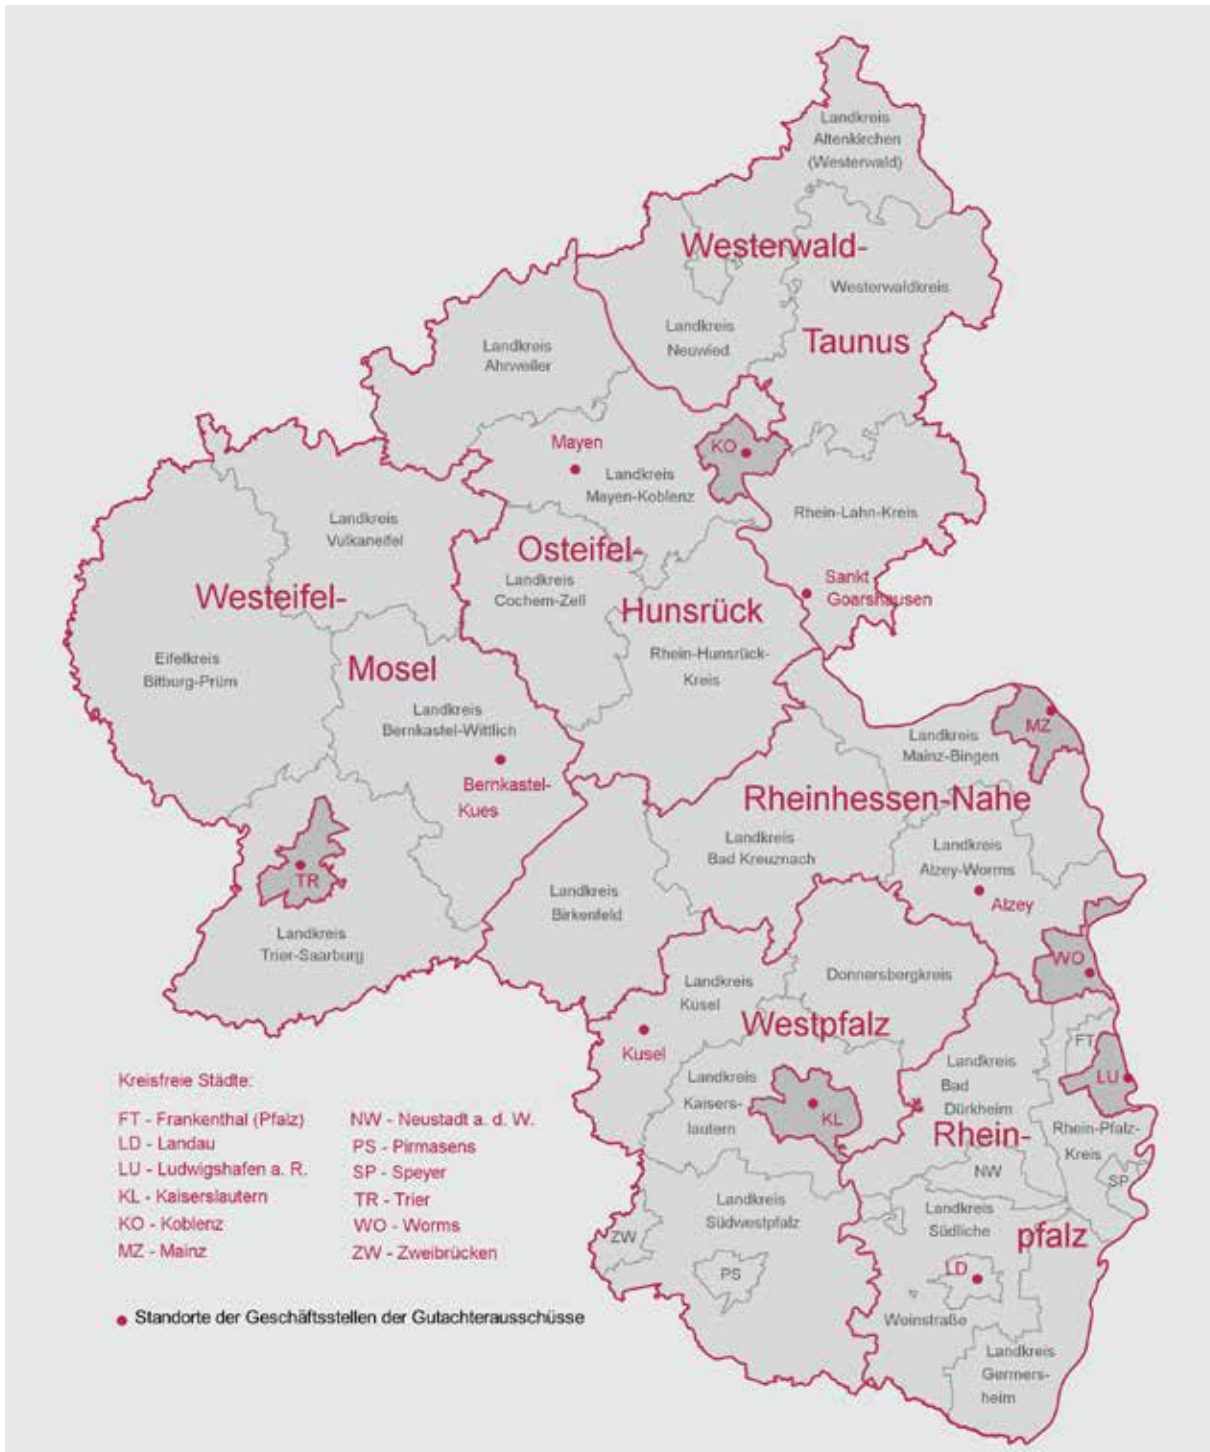 Landkreis
Altenkirchen
(Westerwald)
Westerwald-
Westerwaldkreis
Landkreis
Neuwied
Taunus
Landkreis
Ahrweiler
Mayen
KO
Landkreis
Mayen-Koblenz
Rhein-Lahn-Kreis
Landkreis
Vulkaneifel
Osteifel-
Landkreis
Cochem-Zell
Sankt
Goarshausen
Westeifel-
Hunsrück
Rhein-Hunsrück-
Kreis
Eifelkreis
Bitburg-Prüm
Mosel
Landkreis
Bernkastel-Wittlich
Bernkastel-
Kues
MZ
Landkreis
Mainz-Bingen
Rheinhessen-Nahe
Landkreis
Bad Kreuznach
Landkreis
Alzey-Worms
Alzey
TR
Landkreis
Trier-Saarburg
Landkreis
Birkenfeld
WO
Landkreis
Kusel
Donnersbergkreis
Westpfalz
Kusel
FT
LU
Landkreis
Kaisers-
lautern
KL
Landkreis
Bad
Dürkheim
Rhein-
Rhein-Pfalz-
Kreis
NW
SP
Landkreis
Südwestpfalz
ZW
PS
Landkreis
Südliche
pfalz
LD
Weinstraße
Landkreis
Germers-
heim
Kreisfreie Städte:
FT - Frankenthal (Pfalz)
LD - Landau
LU - Ludwigshafen a. R.
KL - Kaiserslautern
KO - Koblenz
MZ - Mainz
NW - Neustadt a. d. W.
PS - Pirmasens
SP - Speyer
TR - Trier
WO - Worms
ZW - Zweibrücken
Standorte der Geschäftsstellen der Gutachterausschüsse